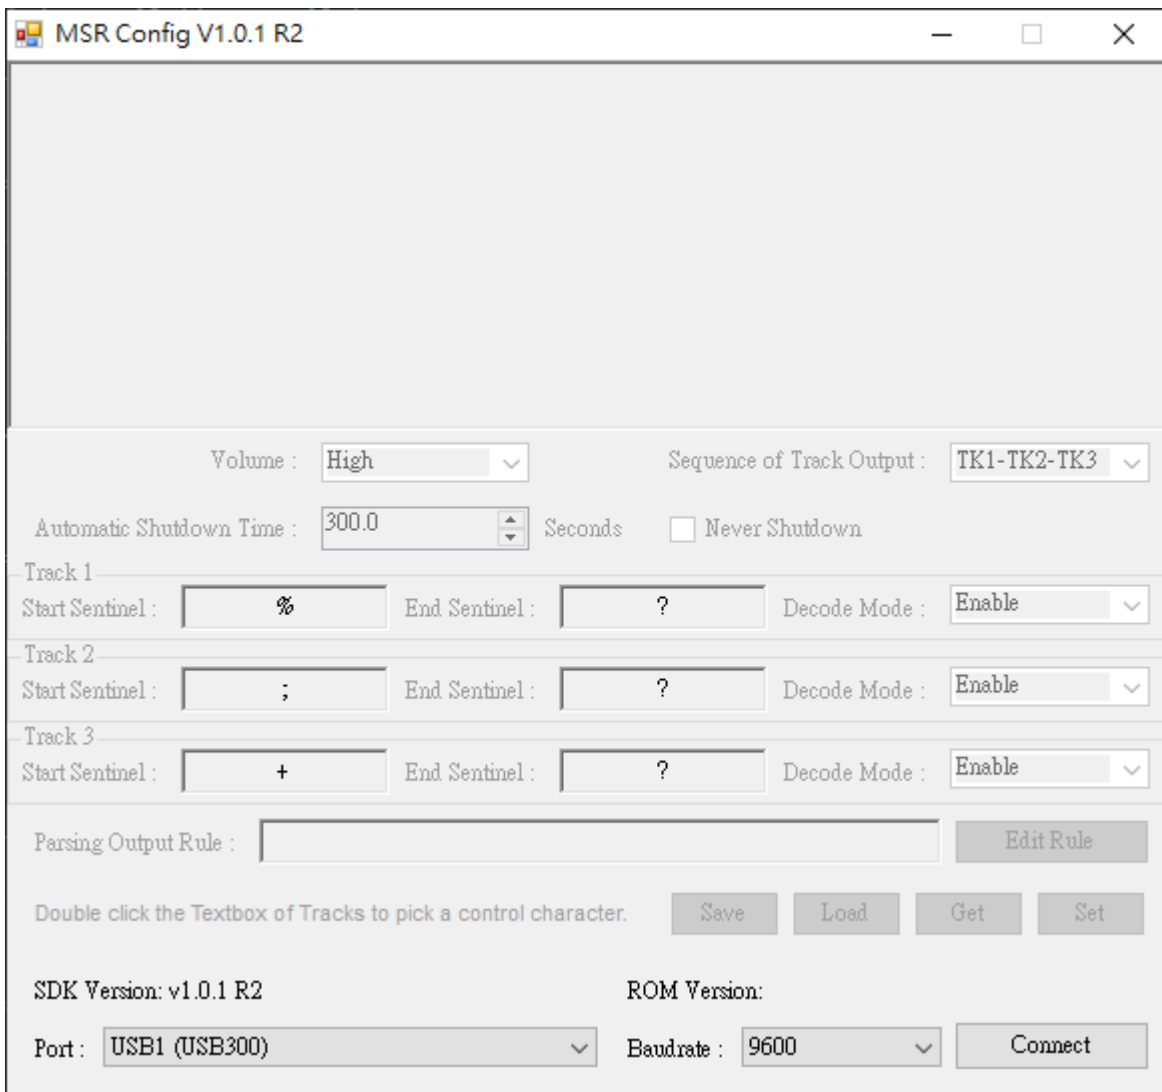 MSR Config V1.0.1 R2
Volume : High Sequence of Track Output : TK1-TK2-TK3
Automatic Shutdown Time : 300.0 Seconds Never Shutdown
Track 1
Start Sentinel : % End Sentinel : ? Decode Mode : Enable
Track 2
Start Sentinel : ; End Sentinel : ? Decode Mode : Enable
Track 3
Start Sentinel : + End Sentinel : ? Decode Mode : Enable
Parsing Output Rule : Edit Rule
Double click the Textbox of Tracks to pick a control character. Save Load Get Set
SDK Version: v1.0.1 R2 ROM Version:
Port : USB1 (USB300) Baudrate : 9600 Connect